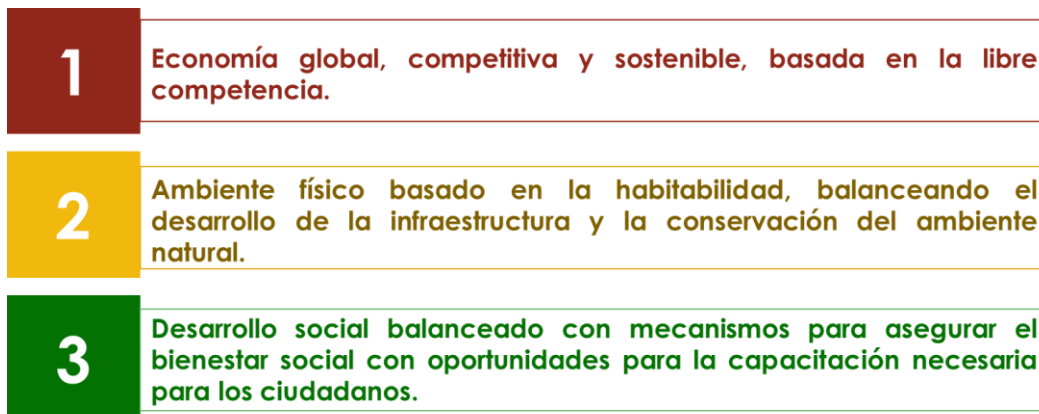 1
Economía global, competitiva y sostenible, basada en la libre
competencia.
2
Ambiente físico basado en la habitabilidad, balanceando el
desarrollo de la infraestructura y la conservación del ambiente
natural.
3
Desarrollo social balanceado con mecanismos para asegurar el
bienestar social con oportunidades para la capacitación necesaria
para los ciudadanos.